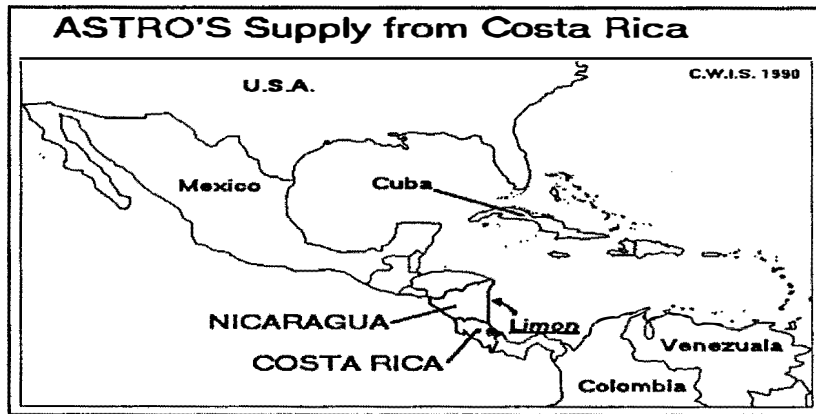 ASTRO'S Supply from Costa Rica
C.W.I.S. 1990
U.S.A.
Mexico
Cuba
NICARAGUA
Limon
COSTA RICA
Venezuala
Colombia